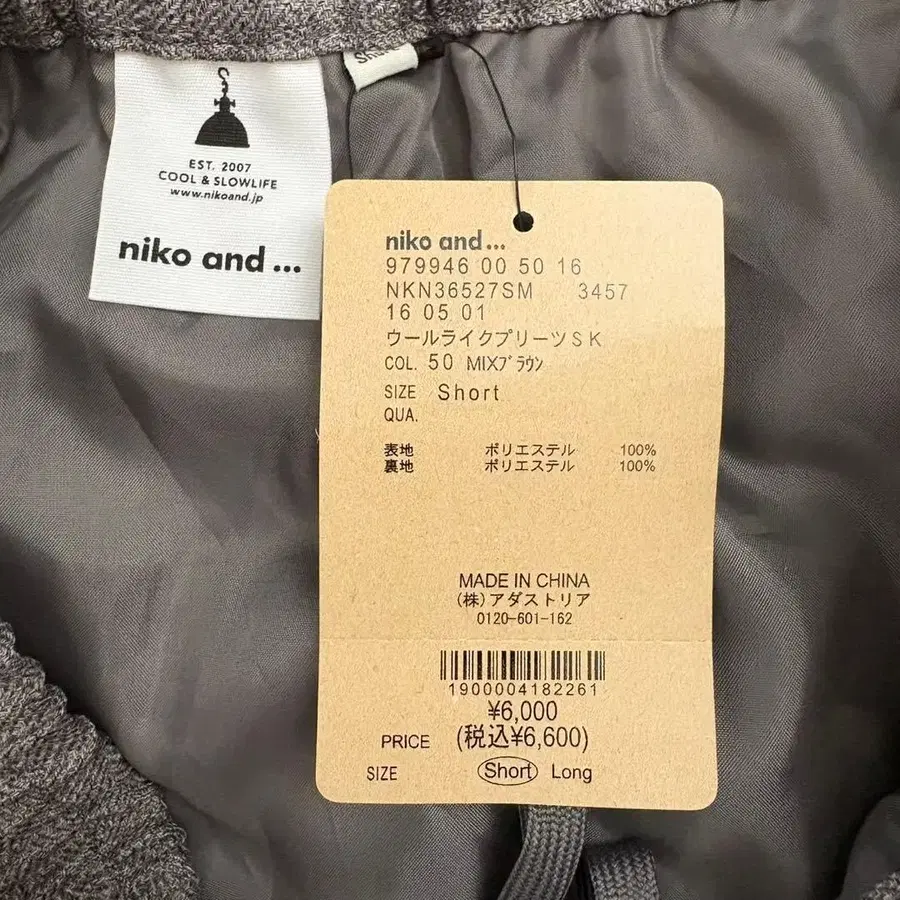 EST. 2007
COOL & SLOWLIFE
www.nikoand.jp
niko and ...
niko and ...
979946 00 50 16
NKN36527SM 3457
16 05 01
ウールライクプリーツSK
COL. 50 MIXブラウン
SIZE Short
QUA.
表地 ポリエステル 100%
裏地 ポリエステル 100%
MADE IN CHINA
(株)アダストリア
0120-601-162
1900004182261
¥6,000
PRICE (税込¥6,600)
SIZE Short Long